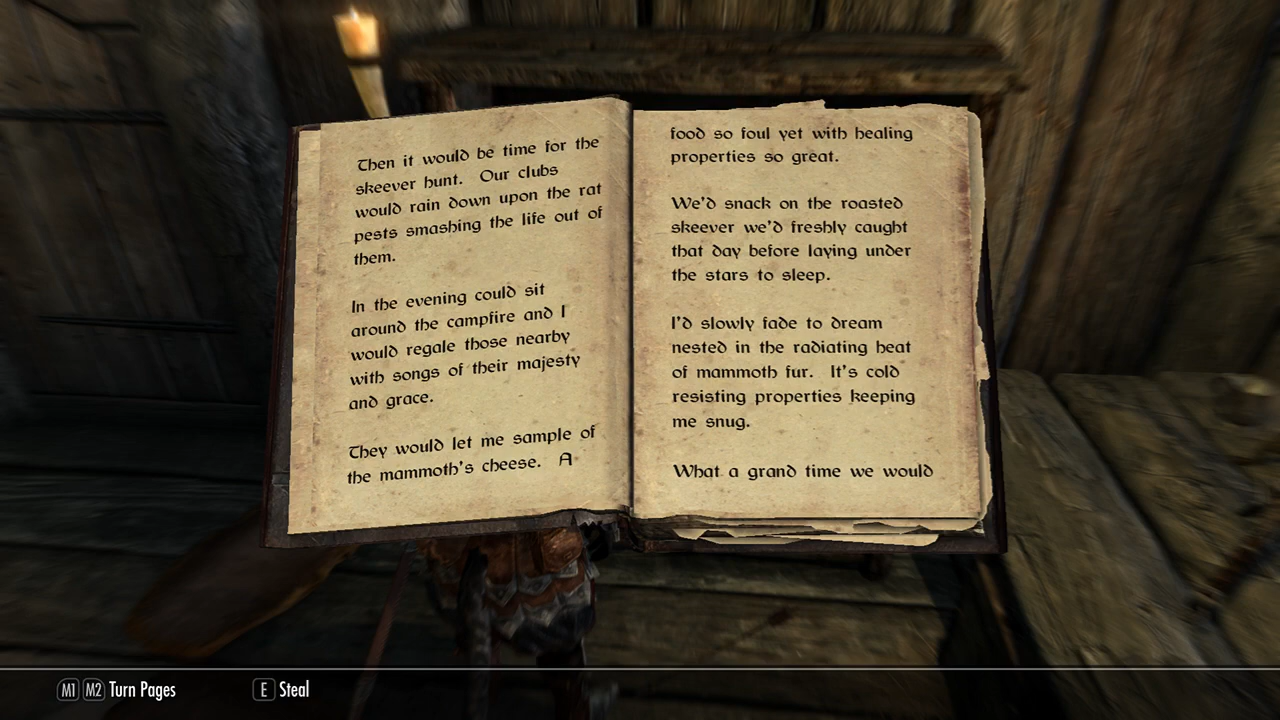 Then it would be time for the
skeever hunt.  Our clubs
would rain down upon the rat
pests smashing the life out of
them.
In the evening could sit
around the campfire and I
would regale those nearby
with songs of their majesty
and grace.
They would let me sample of
the mammoth's cheese.  A
food so foul yet with healing
properties so great.
We'd snack on the roasted
skeever we'd freshly caught
that day before laying under
the stars to sleep.
I'd slowly fade to dream
nested in the radiating heat
of mammoth fur.  It's cold
resisting properties keeping
me snug.
What a grand time we would
M1 M2 Turn Pages
E Steal